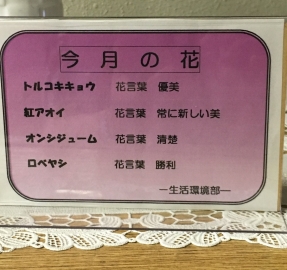 今月の花
トルコキキョウ 花言葉 優美
紅アオイ 花言葉 常に新しい美
オンシジューム 花言葉 清楚
ロベヤシ 花言葉 勝利
―生活環境部―